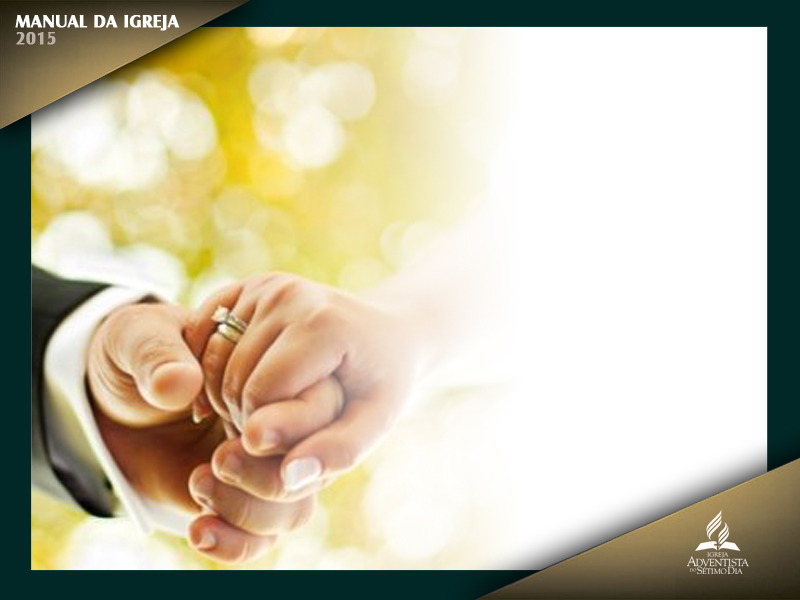 MANUAL DA IGREJA
2015
IGREJA
ADVENTISTA
DO SÉTIMO DIA